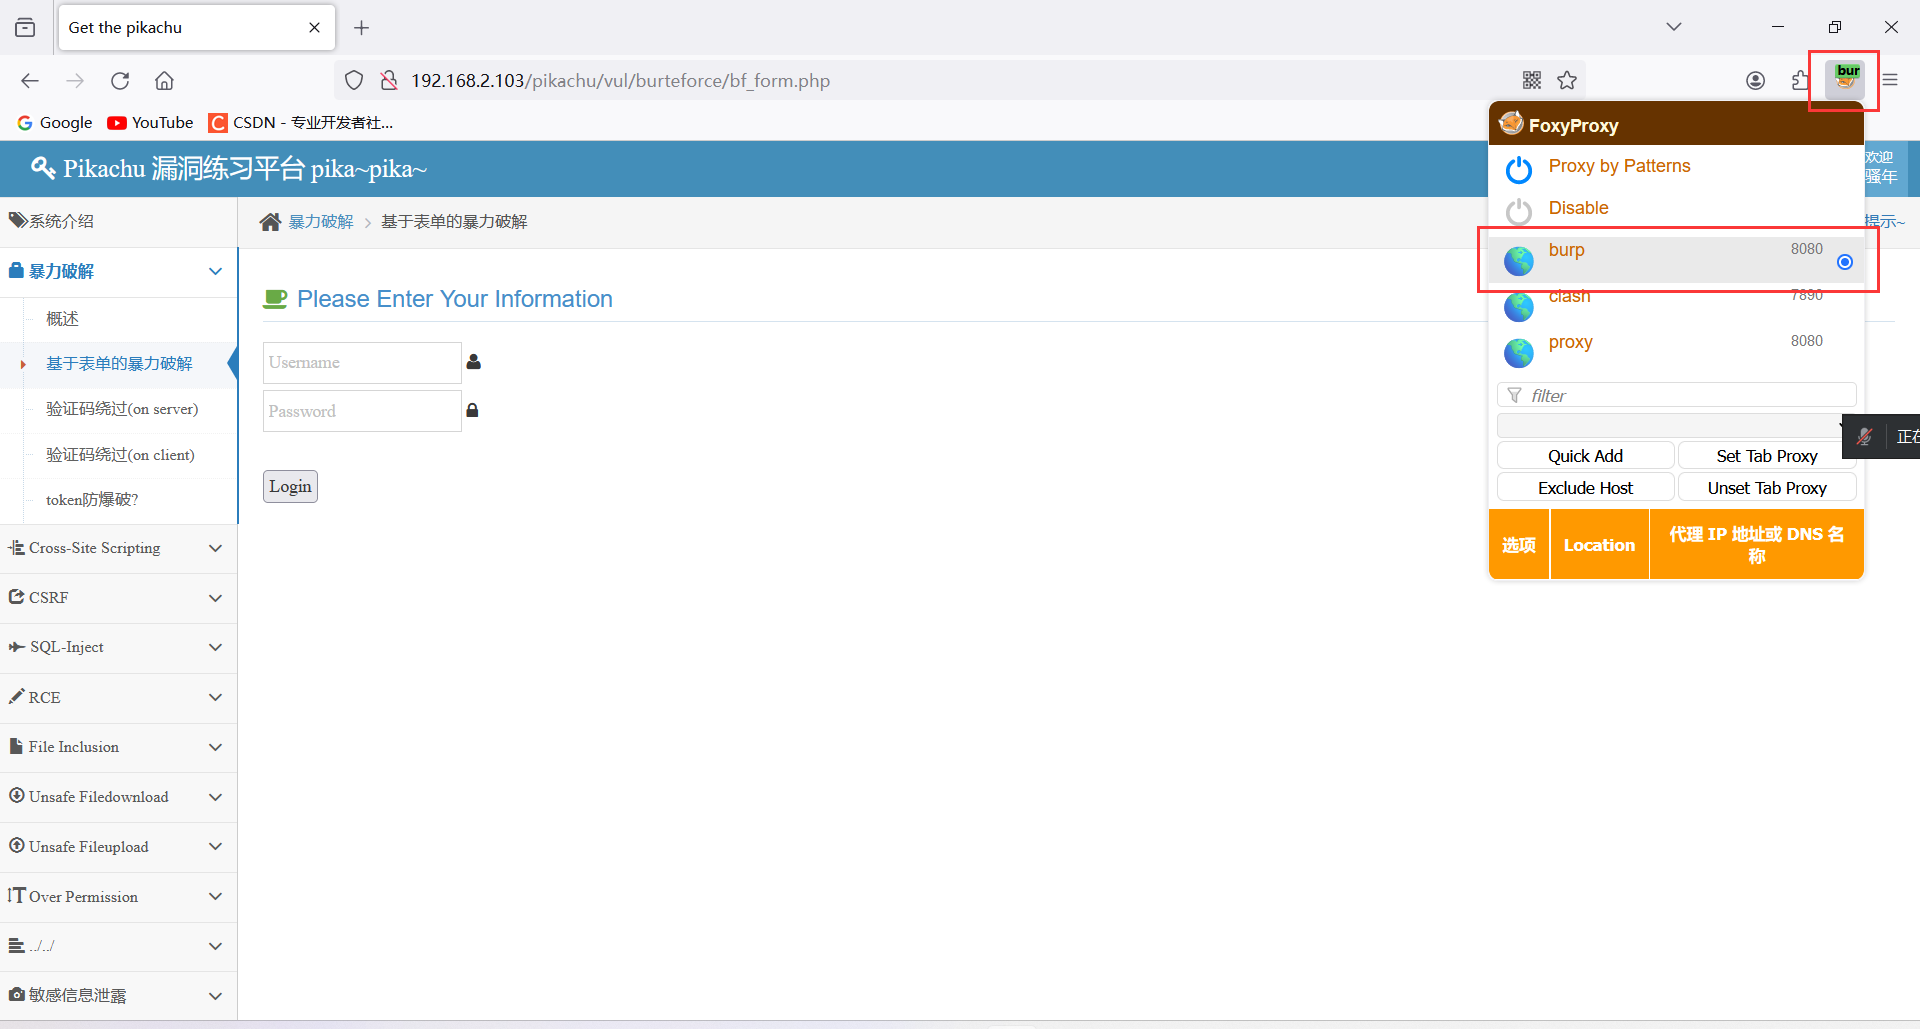 Get the pikachu
192.168.2.103/pikachu/vul/burteforce/bf_form.php
bur
Google
YouTube
CSDN - 专业开发者社...
Pikachu 漏洞练习平台 pika~pika~
欢迎
骚年
系统介绍
暴力破解
概述
基于表单的暴力破解
验证码绕过(on server)
验证码绕过(on client)
token防爆破?
Cross-Site Scripting
CSRF
SQL-Inject
RCE
File Inclusion
Unsafe Filedownload
Unsafe Fileupload
Over Permission
../../
敏感信息泄露
暴力破解 > 基于表单的暴力破解
提示~
Please Enter Your Information
Username
Password
Login
FoxyProxy
Proxy by Patterns
Disable
burp 8080
clash 7890
proxy 8080
filter
Quick Add Set Tab Proxy
Exclude Host Unset Tab Proxy
选项 Location 代理 IP 地址或 DNS 名
称
正在